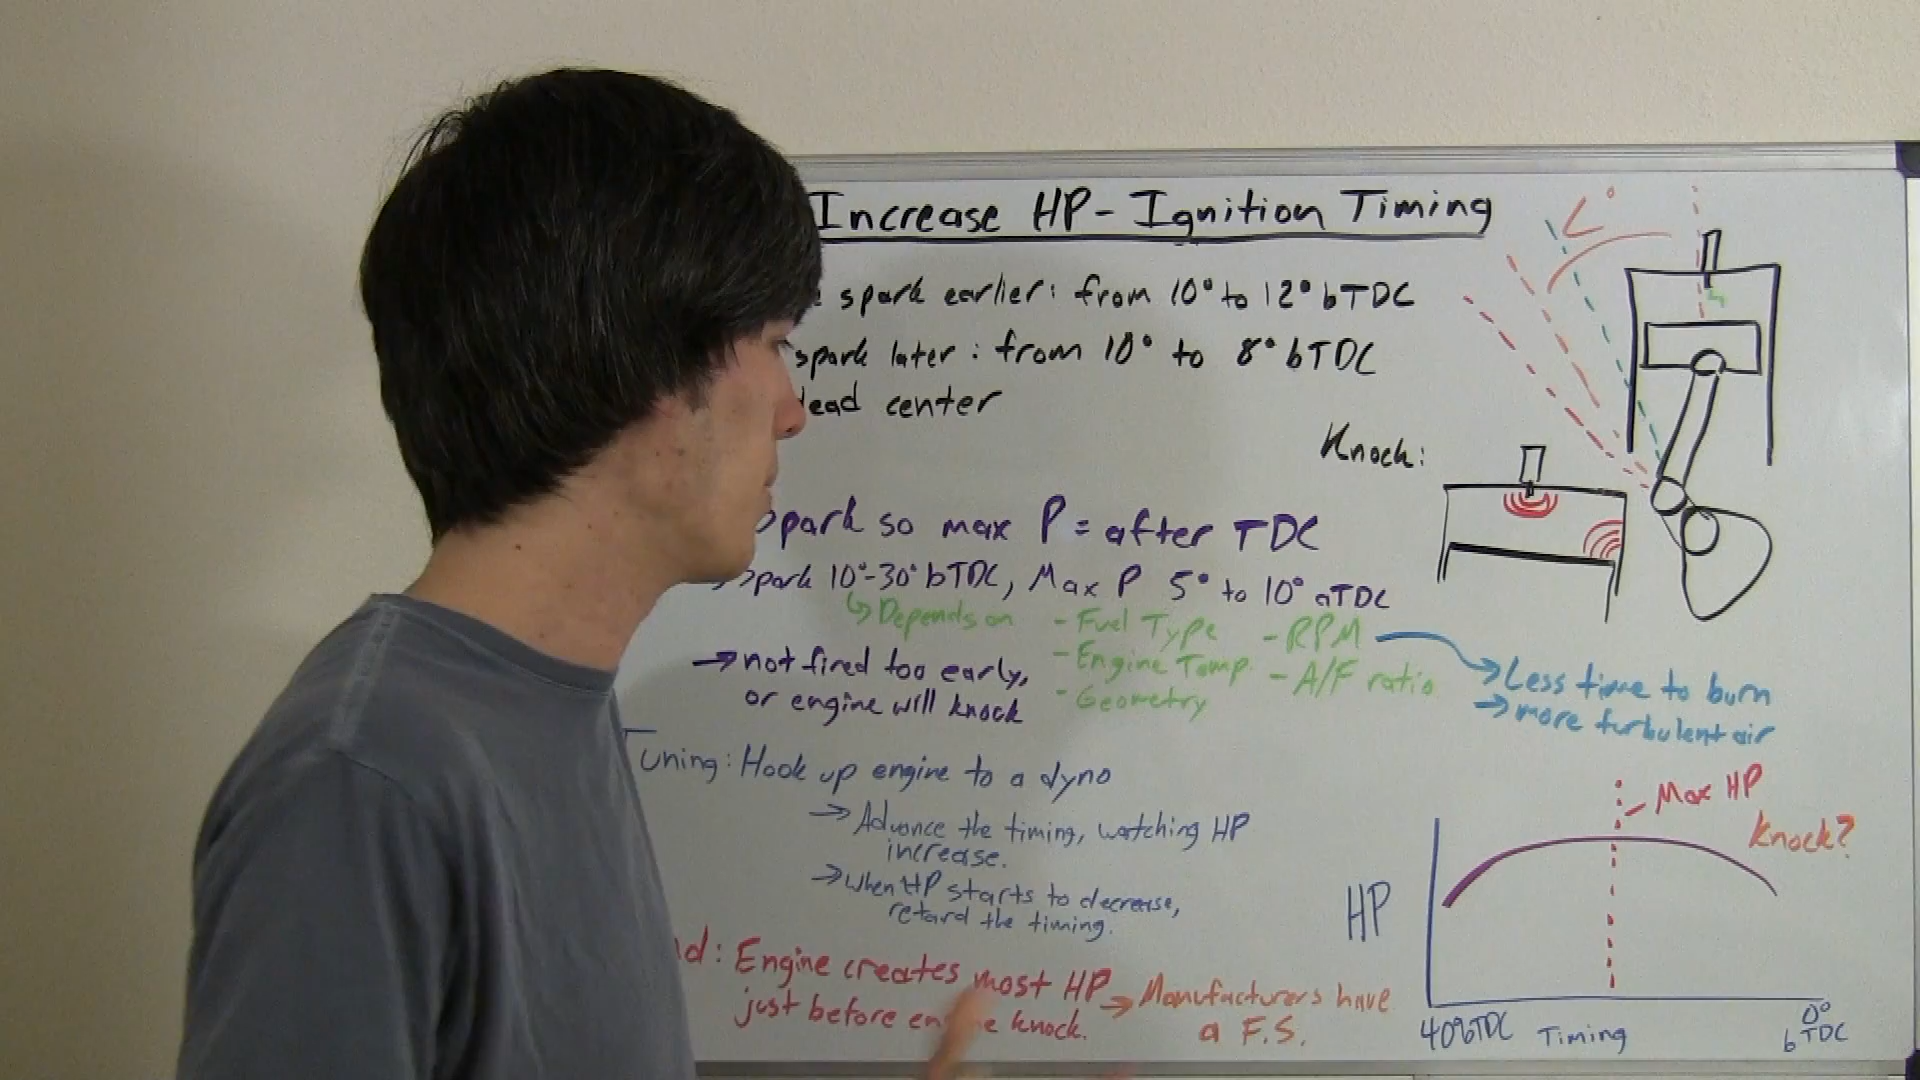 Increase HP - Ignition Timing
L°
spark earlier: from 10° to 12° bTDC
spark later: from 10° to 8° bTDC
dead center
Knock:
Spark so max P = after TDC
→ Spark 10°-30° bTDC, Max P 5° to 10° aTDC
↳ Depends on
- Fuel Type
- RPM
- Engine Temp.
- A/F ratio
- Geometry
→ Less time to burn
→ more turbulent air
→ not fired too early,
or engine will knock
Tuning: Hook up engine to a dyno
→ Advance the timing, watching HP
increase.
→ When HP starts to decrease,
retard the timing.
Engine creates most HP
just before engine knock.
→ Manufacturers have
a F.S.
Max HP
Knock?
HP
40°bTDC
Timing
0°
bTDC